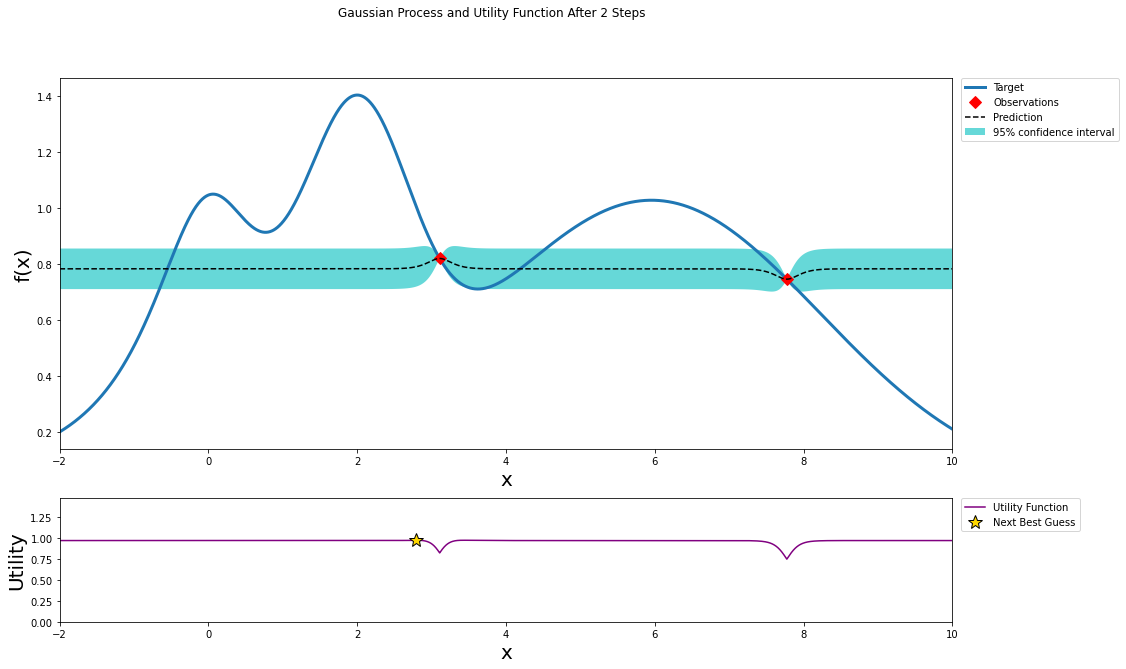 Gaussian Process and Utility Function After 2 Steps
1.4
1.2
1.0
0.8
0.6
0.4
0.2
f(x)
−2
0
2
4
6
8
10
x
Target
Observations
Prediction
95% confidence interval
1.25
1.00
0.75
0.50
0.25
0.00
Utility
−2
0
2
4
6
8
10
x
Utility Function
Next Best Guess